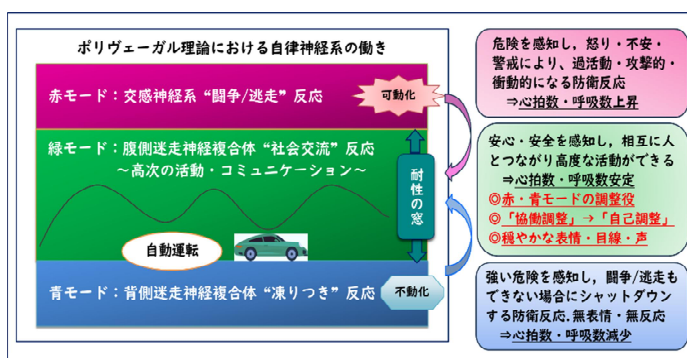 ポリヴェーガル理論における自律神経系の働き
赤モード：交感神経系“闘争/逃走”反応
可動化
緑モード：腹側迷走神経複合体“社会交流”反応
～高次の活動・コミュニケーション～
耐性の窓
自動運転
青モード：背側迷走神経複合体“凍りつき”反応
不動化
危険を感知し，怒り・不安・
警戒により、過活動・攻撃的・
衝動的になる防衛反応
⇒心拍数・呼吸数上昇
安心・安全を感知し，相互に人
とつながり高度な活動ができる
⇒心拍数・呼吸数安定
◎赤・青モードの調整役
◎「協働調整」→「自己調整」
◎穏やかな表情・目線・声
強い危険を感知し，闘争/逃走も
できない場合にシャットダウン
する防衛反応．無表情・無反応
⇒心拍数・呼吸数減少